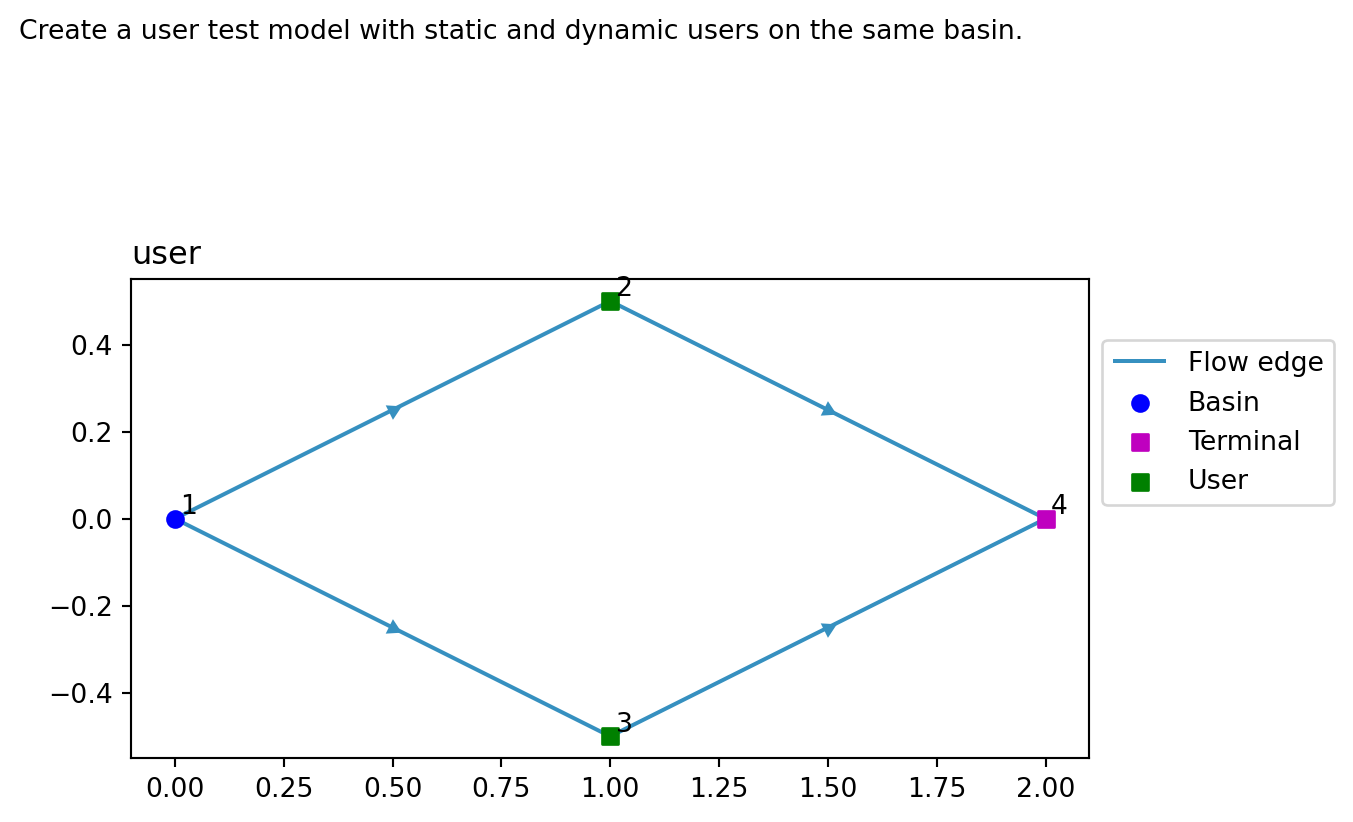 Create a user test model with static and dynamic users on the same basin.
user
2
0.4
0.2
0.0
−0.2
−0.4
1
4
3
0.00 0.25 0.50 0.75 1.00 1.25 1.50 1.75 2.00
Flow edge
Basin
Terminal
User